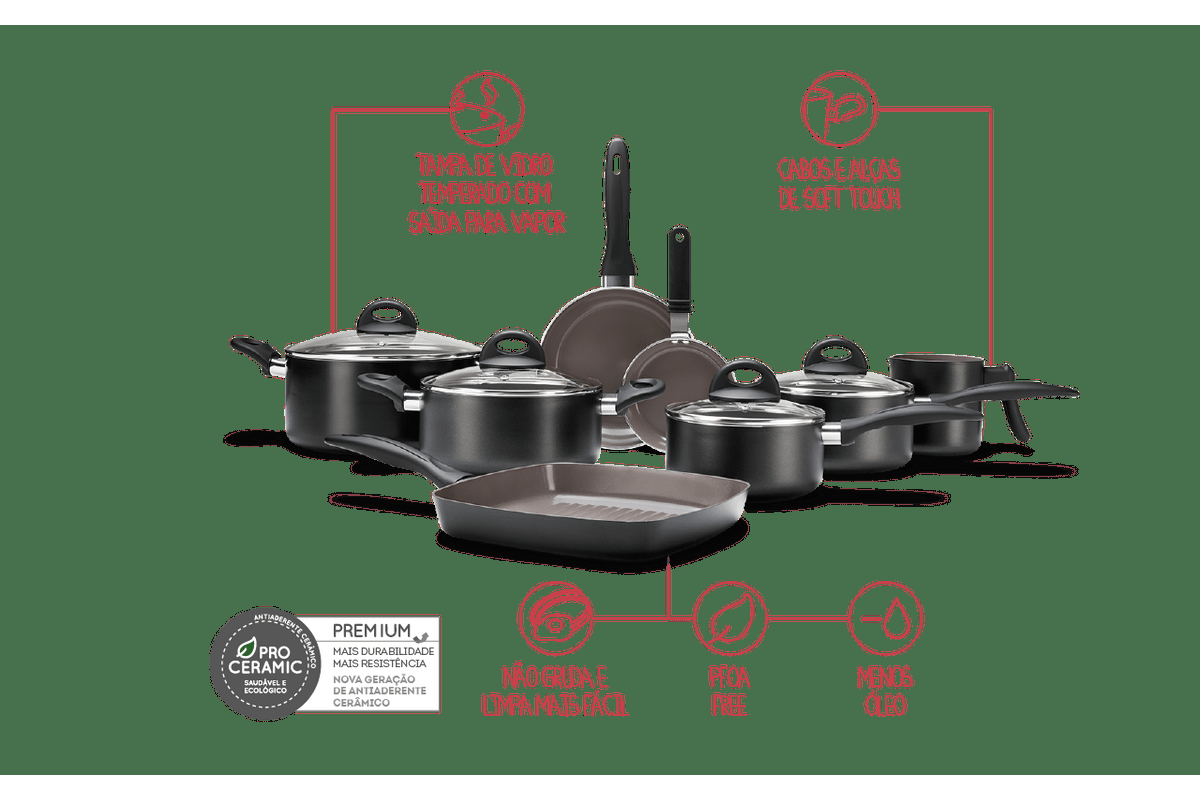 TAMPA DE VIDRO
TEMPERADO COM
SAÍDA PARA VAPOR
CABOS E ALÇAS
DE SOFT TOUCH
ANTIADERENTE CERÂMICO
PRO
CERAMIC
SAUDÁVEL E
ECOLÓGICO
PREMIUM
MAIS DURABILIDADE
MAIS RESISTÊNCIA
NOVA GERAÇÃO
DE ANTIADERENTE
CERÂMICO
NÃO GRUDA E
LIMPA MAIS FÁCIL
PFOA
FREE
MENOS
ÓLEO